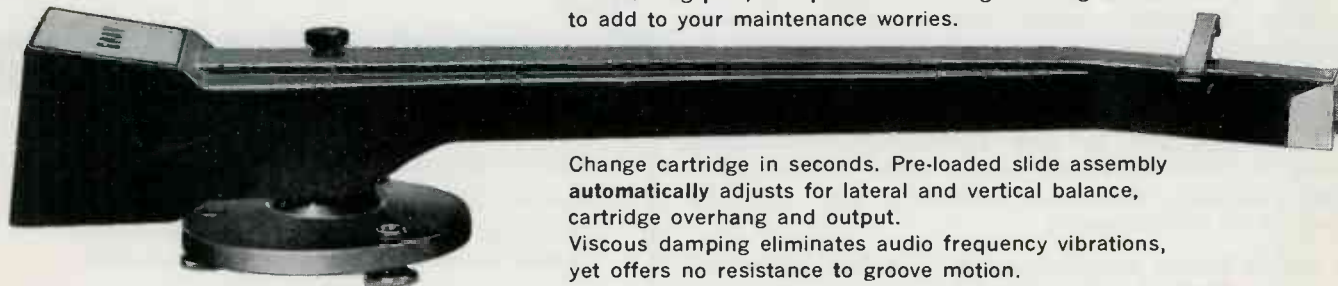 to add to your maintenance worries.
GRAY
Change cartridge in seconds. Pre-loaded slide assembly
automatically adjusts for lateral and vertical balance,
cartridge overhang and output.
Viscous damping eliminates audio frequency vibrations,
yet offers no resistance to groove motion.